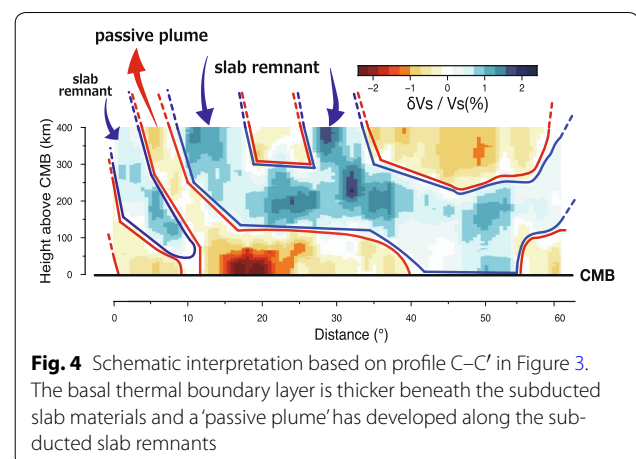 passive plume
slab
remnant
slab remnant
−2 −1 0 1 2
δVs / Vs(%)
Height above CMB (km)
400
300
200
100
0
CMB
0 10 20 30 40 50 60
Distance (°)
Fig. 4 Schematic interpretation based on profile C–C′ in Figure 3.
The basal thermal boundary layer is thicker beneath the subducted
slab materials and a ‘passive plume’ has developed along the sub-
ducted slab remnants